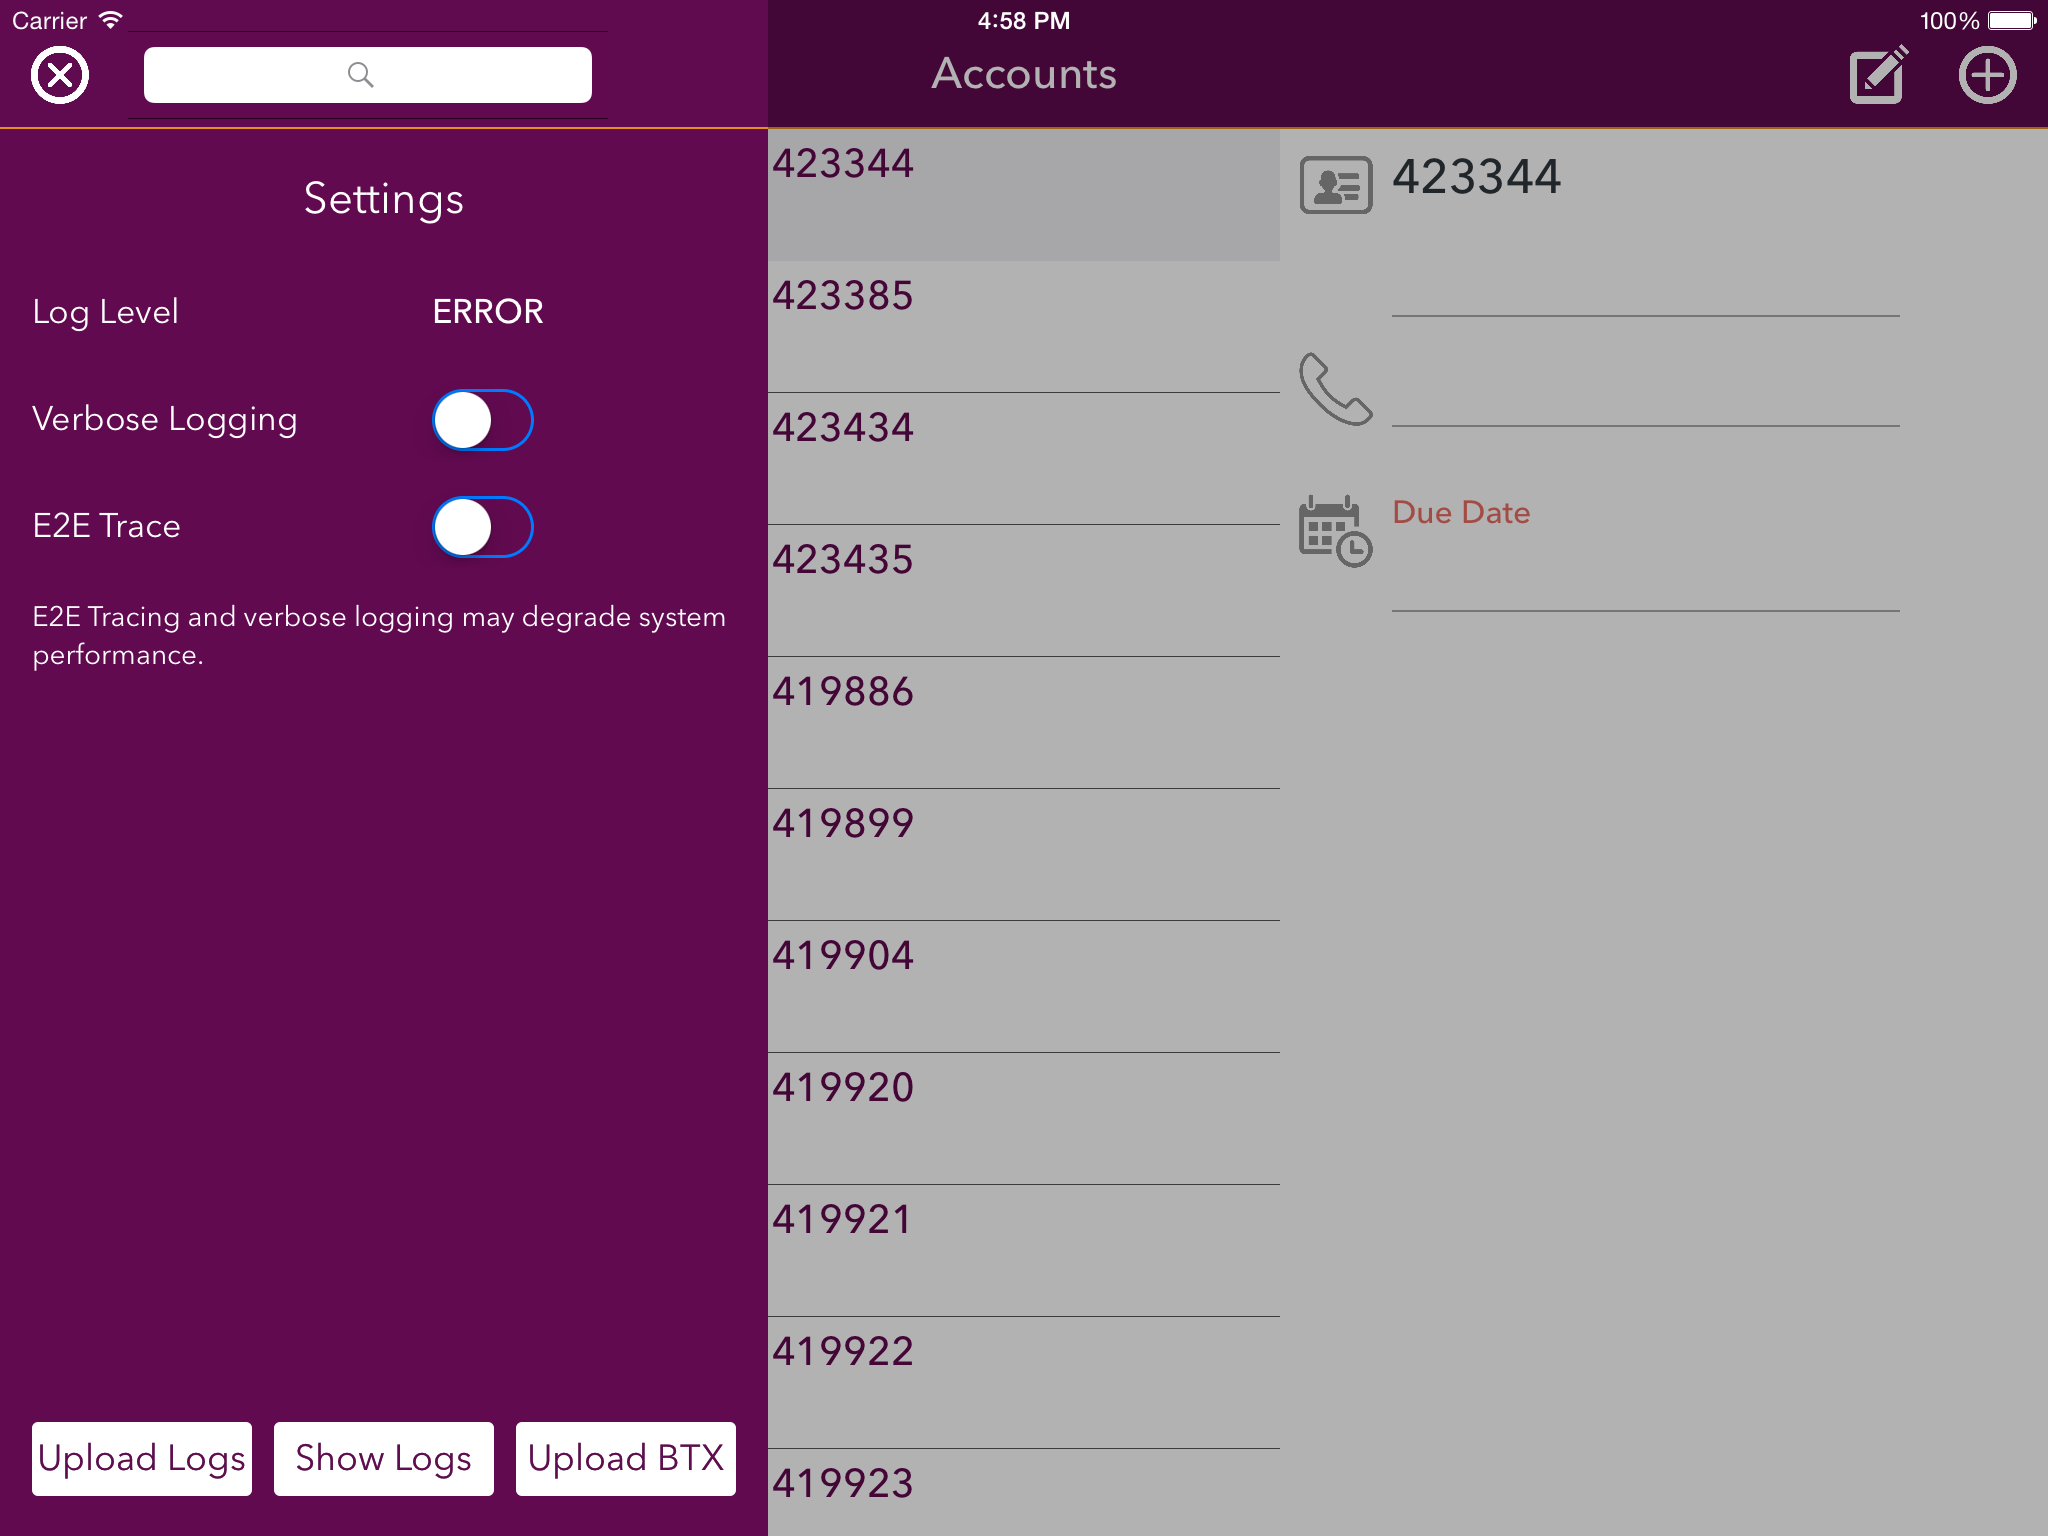 Carrier
4:58 PM
100%
Accounts
Settings
Log Level
ERROR
Verbose Logging
E2E Trace
E2E Tracing and verbose logging may degrade system
performance.
Upload Logs
Show Logs
Upload BTX
423344
423385
423434
423435
419886
419899
419904
419920
419921
419922
419923
423344
Due Date